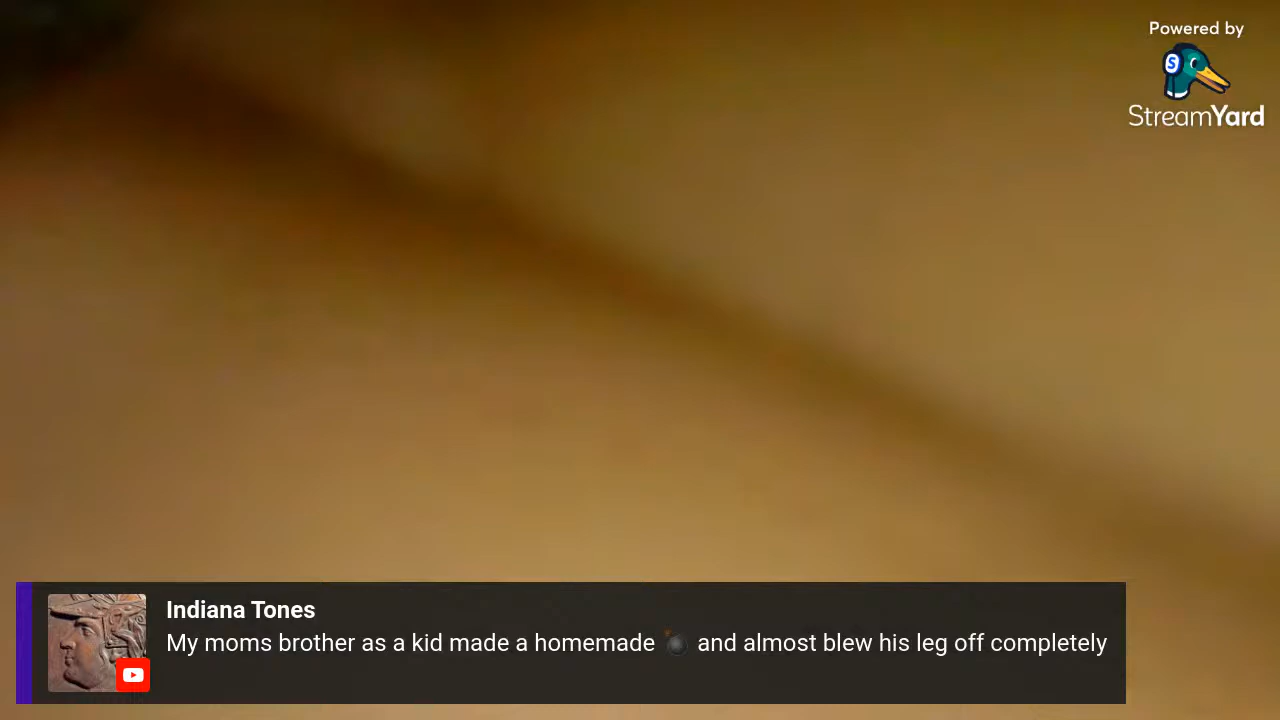 Powered by
StreamYard
Indiana Tones
My moms brother as a kid made a homemade 💣 and almost blew his leg off completely